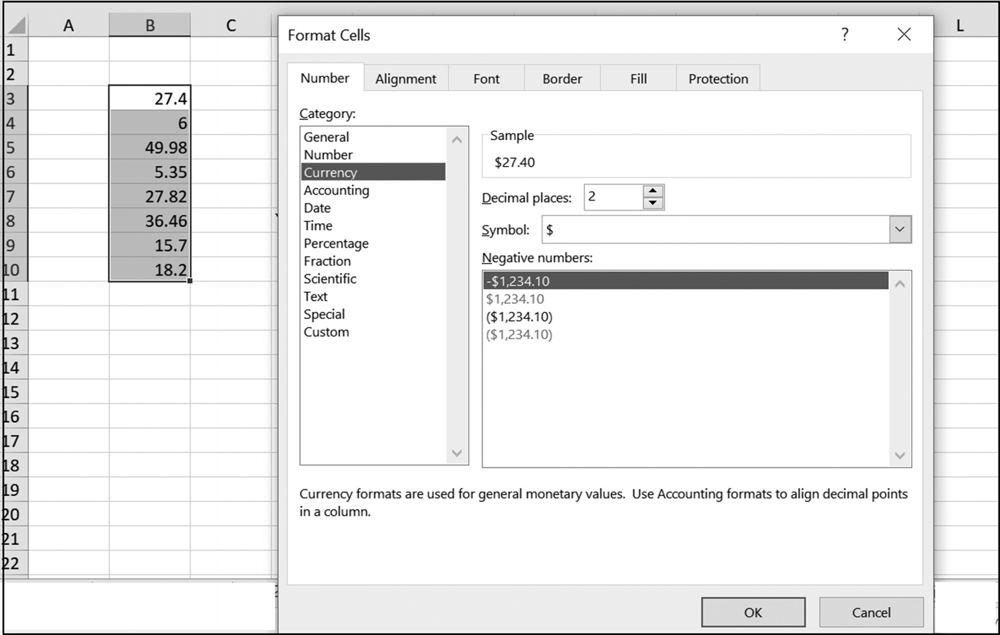 A B C L
1
2
3 27.4
4 6
5 49.98
6 5.35
7 27.82
8 36.46
9 15.7
10 18.2
11
12
13
14
15
16
17
18
19
20
21
22
Format Cells ?
Number Alignment Font Border Fill Protection
Category:
General
Number
Currency
Accounting
Date
Time
Percentage
Fraction
Scientific
Text
Special
Custom
Sample
$27.40
Decimal places: 2
Symbol: $
Negative numbers:
-$1,234.10
$1,234.10
($1,234.10)
($1,234.10)
Currency formats are used for general monetary values. Use Accounting formats to align decimal points
in a column.
OK Cancel